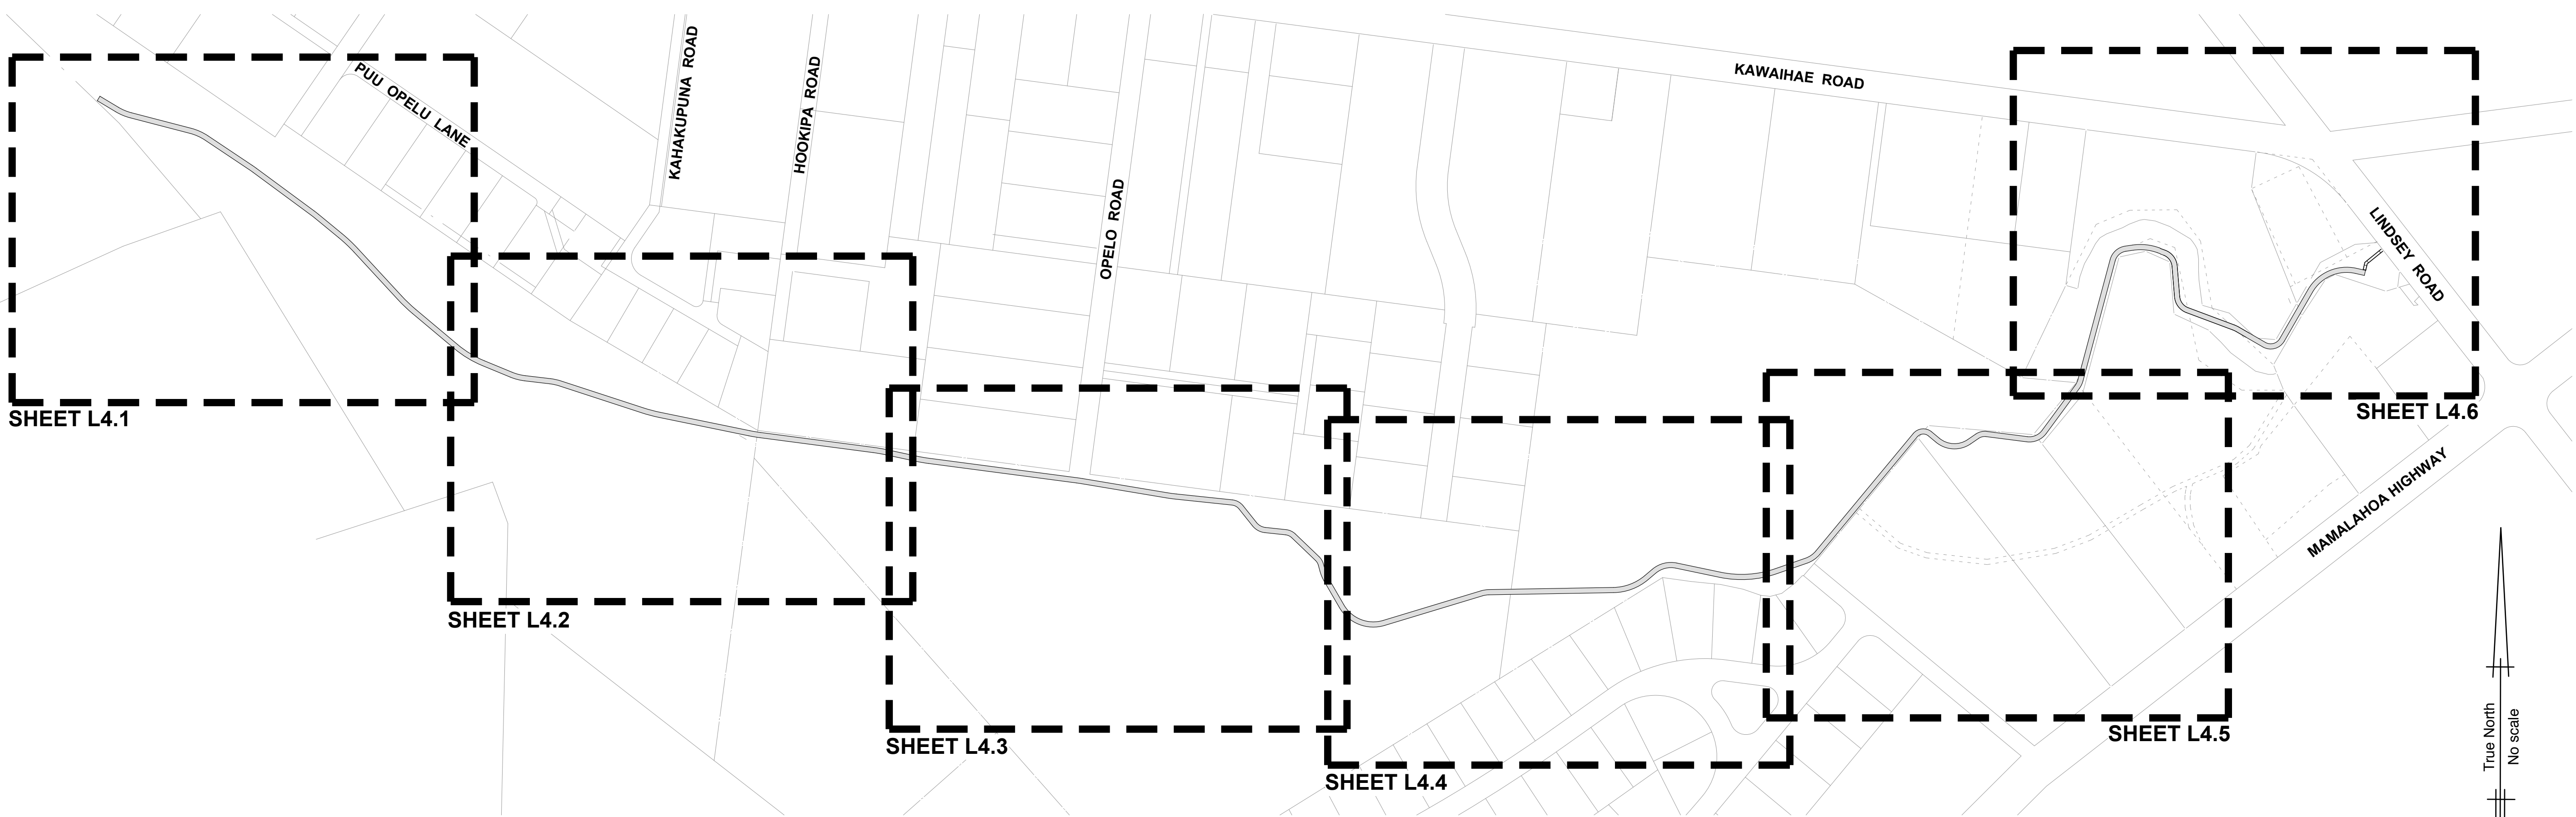 KAHAKUPUNA ROAD
HOOKIPA ROAD
PUU OPELU LANE
KAWAIHAE ROAD
OPELO ROAD
LINDSEY ROAD
SHEET L4.1
SHEET L4.6
MAMALAHOA HIGHWAY
SHEET L4.2
SHEET L4.3
SHEET L4.5
SHEET L4.4
True North
No scale